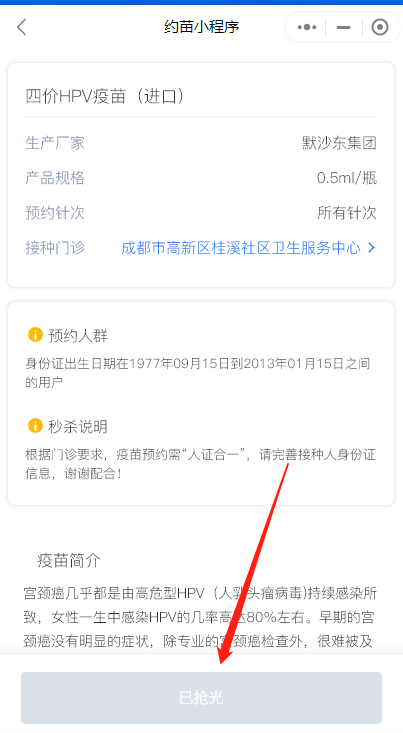 约苗小程序
四价HPV疫苗（进口）
生产厂家 默沙东集团
产品规格 0.5ml/瓶
预约针次 所有针次
接种门诊 成都市高新区桂溪社区卫生服务中心
预约人群
身份证出生日期在1977年09月15日到2013年01月15日之间
的用户
秒杀说明
根据门诊要求，疫苗预约需“人证合一”，请完善接种人身份证
信息，谢谢配合！
疫苗简介
宫颈癌几乎都是由高危型HPV（人乳头瘤病毒)持续感染所
致，女性一生中感染HPV的几率高达80%左右。早期的宫
颈癌没有明显的症状，除专业的宫颈癌检查外，很难被及
已抢光